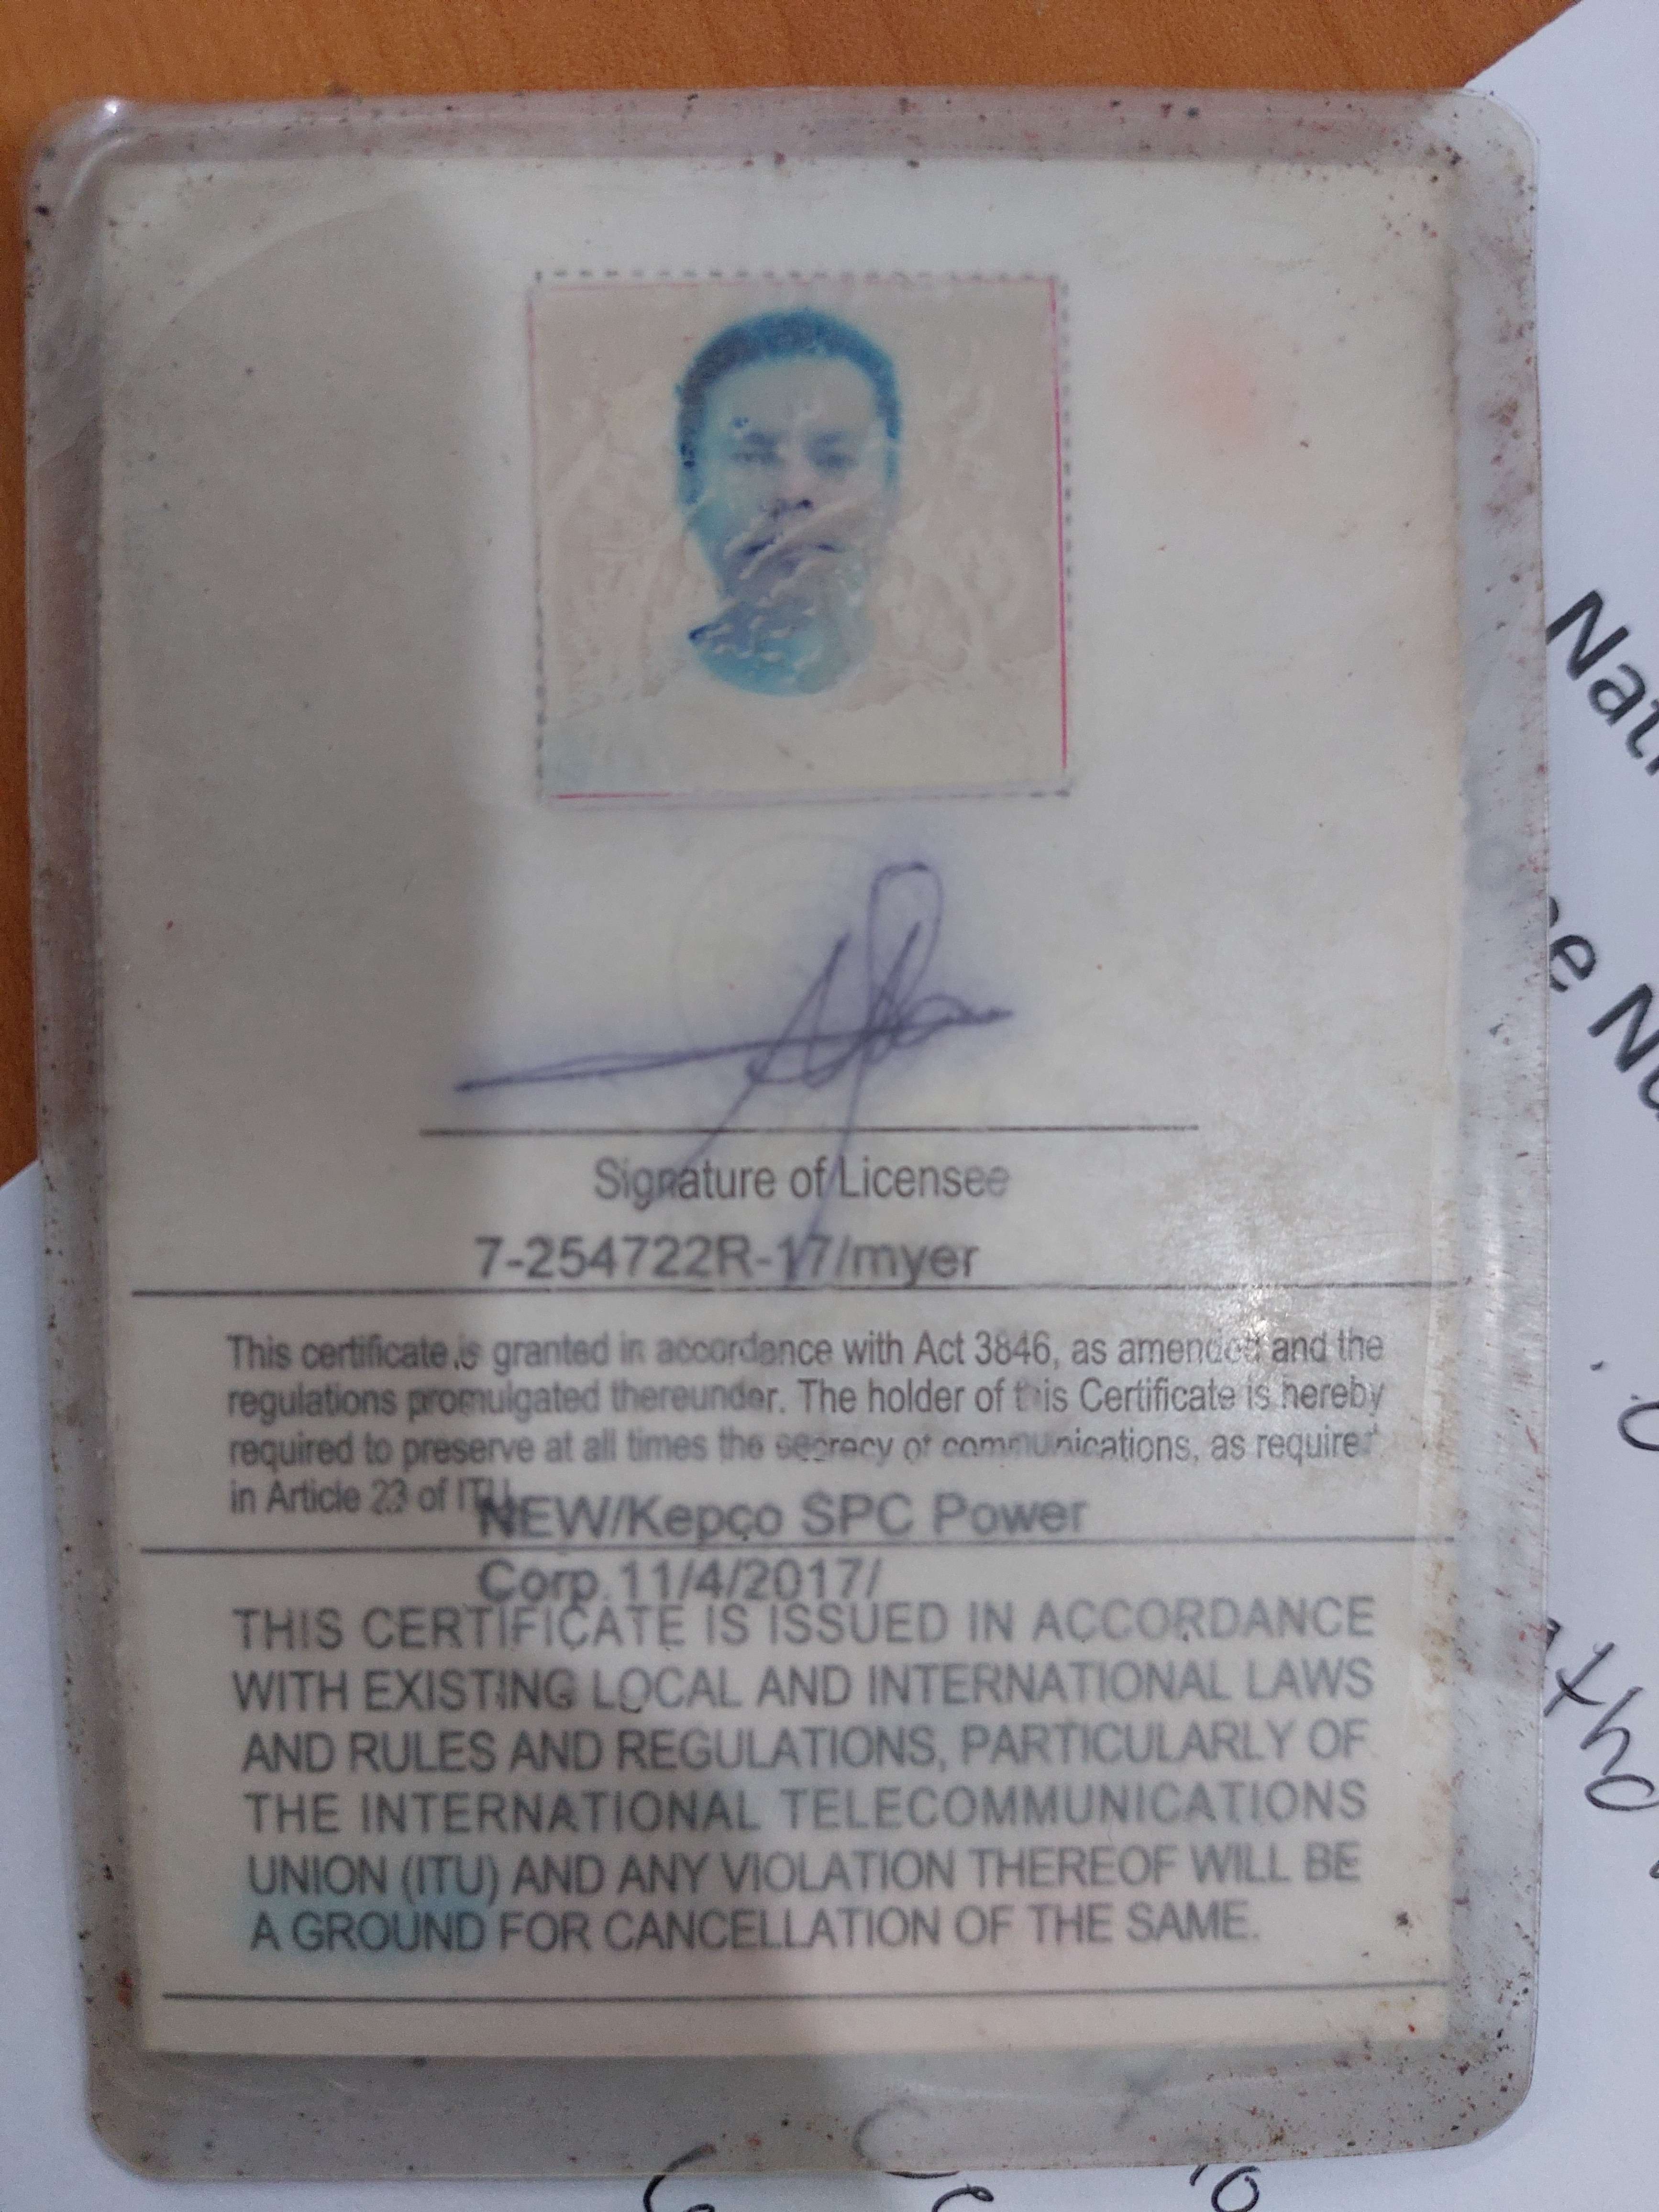 Signature of Licensee
7-254722R-17/myer
This certificate is granted in accordance with Act 3846, as amended and the
regulations promulgated thereunder. The holder of this Certificate is hereby
required to preserve at all times the secrecy of communications, as required
in Article 23 of ITU.
NEW/Kepco SPC Power
Corp.11/4/2017/
THIS CERTIFICATE IS ISSUED IN ACCORDANCE
WITH EXISTING LOCAL AND INTERNATIONAL LAWS
AND RULES AND REGULATIONS, PARTICULARLY OF
THE INTERNATIONAL TELECOMMUNICATIONS
UNION (ITU) AND ANY VIOLATION THEREOF WILL BE
A GROUND FOR CANCELLATION OF THE SAME.